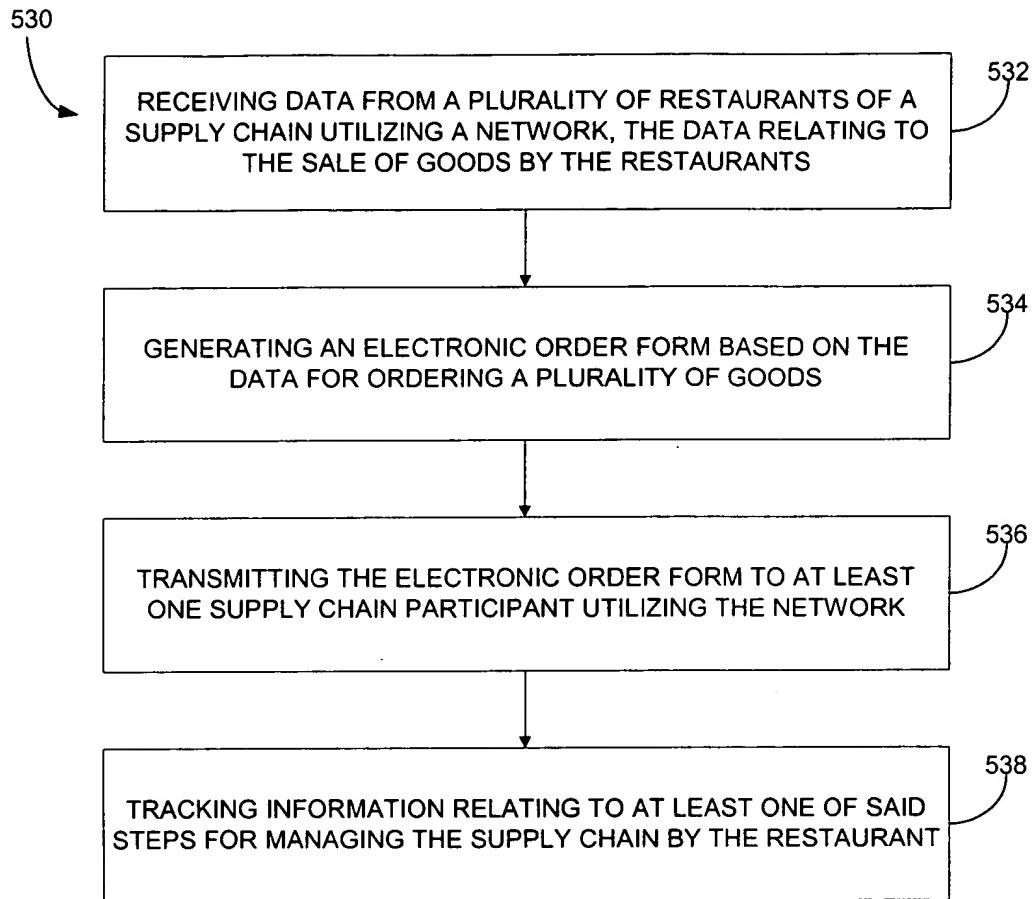 530
532
RECEIVING DATA FROM A PLURALITY OF RESTAURANTS OF A
SUPPLY CHAIN UTILIZING A NETWORK, THE DATA RELATING TO
THE SALE OF GOODS BY THE RESTAURANTS
534
GENERATING AN ELECTRONIC ORDER FORM BASED ON THE
DATA FOR ORDERING A PLURALITY OF GOODS
536
TRANSMITTING THE ELECTRONIC ORDER FORM TO AT LEAST
ONE SUPPLY CHAIN PARTICIPANT UTILIZING THE NETWORK
538
TRACKING INFORMATION RELATING TO AT LEAST ONE OF SAID
STEPS FOR MANAGING THE SUPPLY CHAIN BY THE RESTAURANT